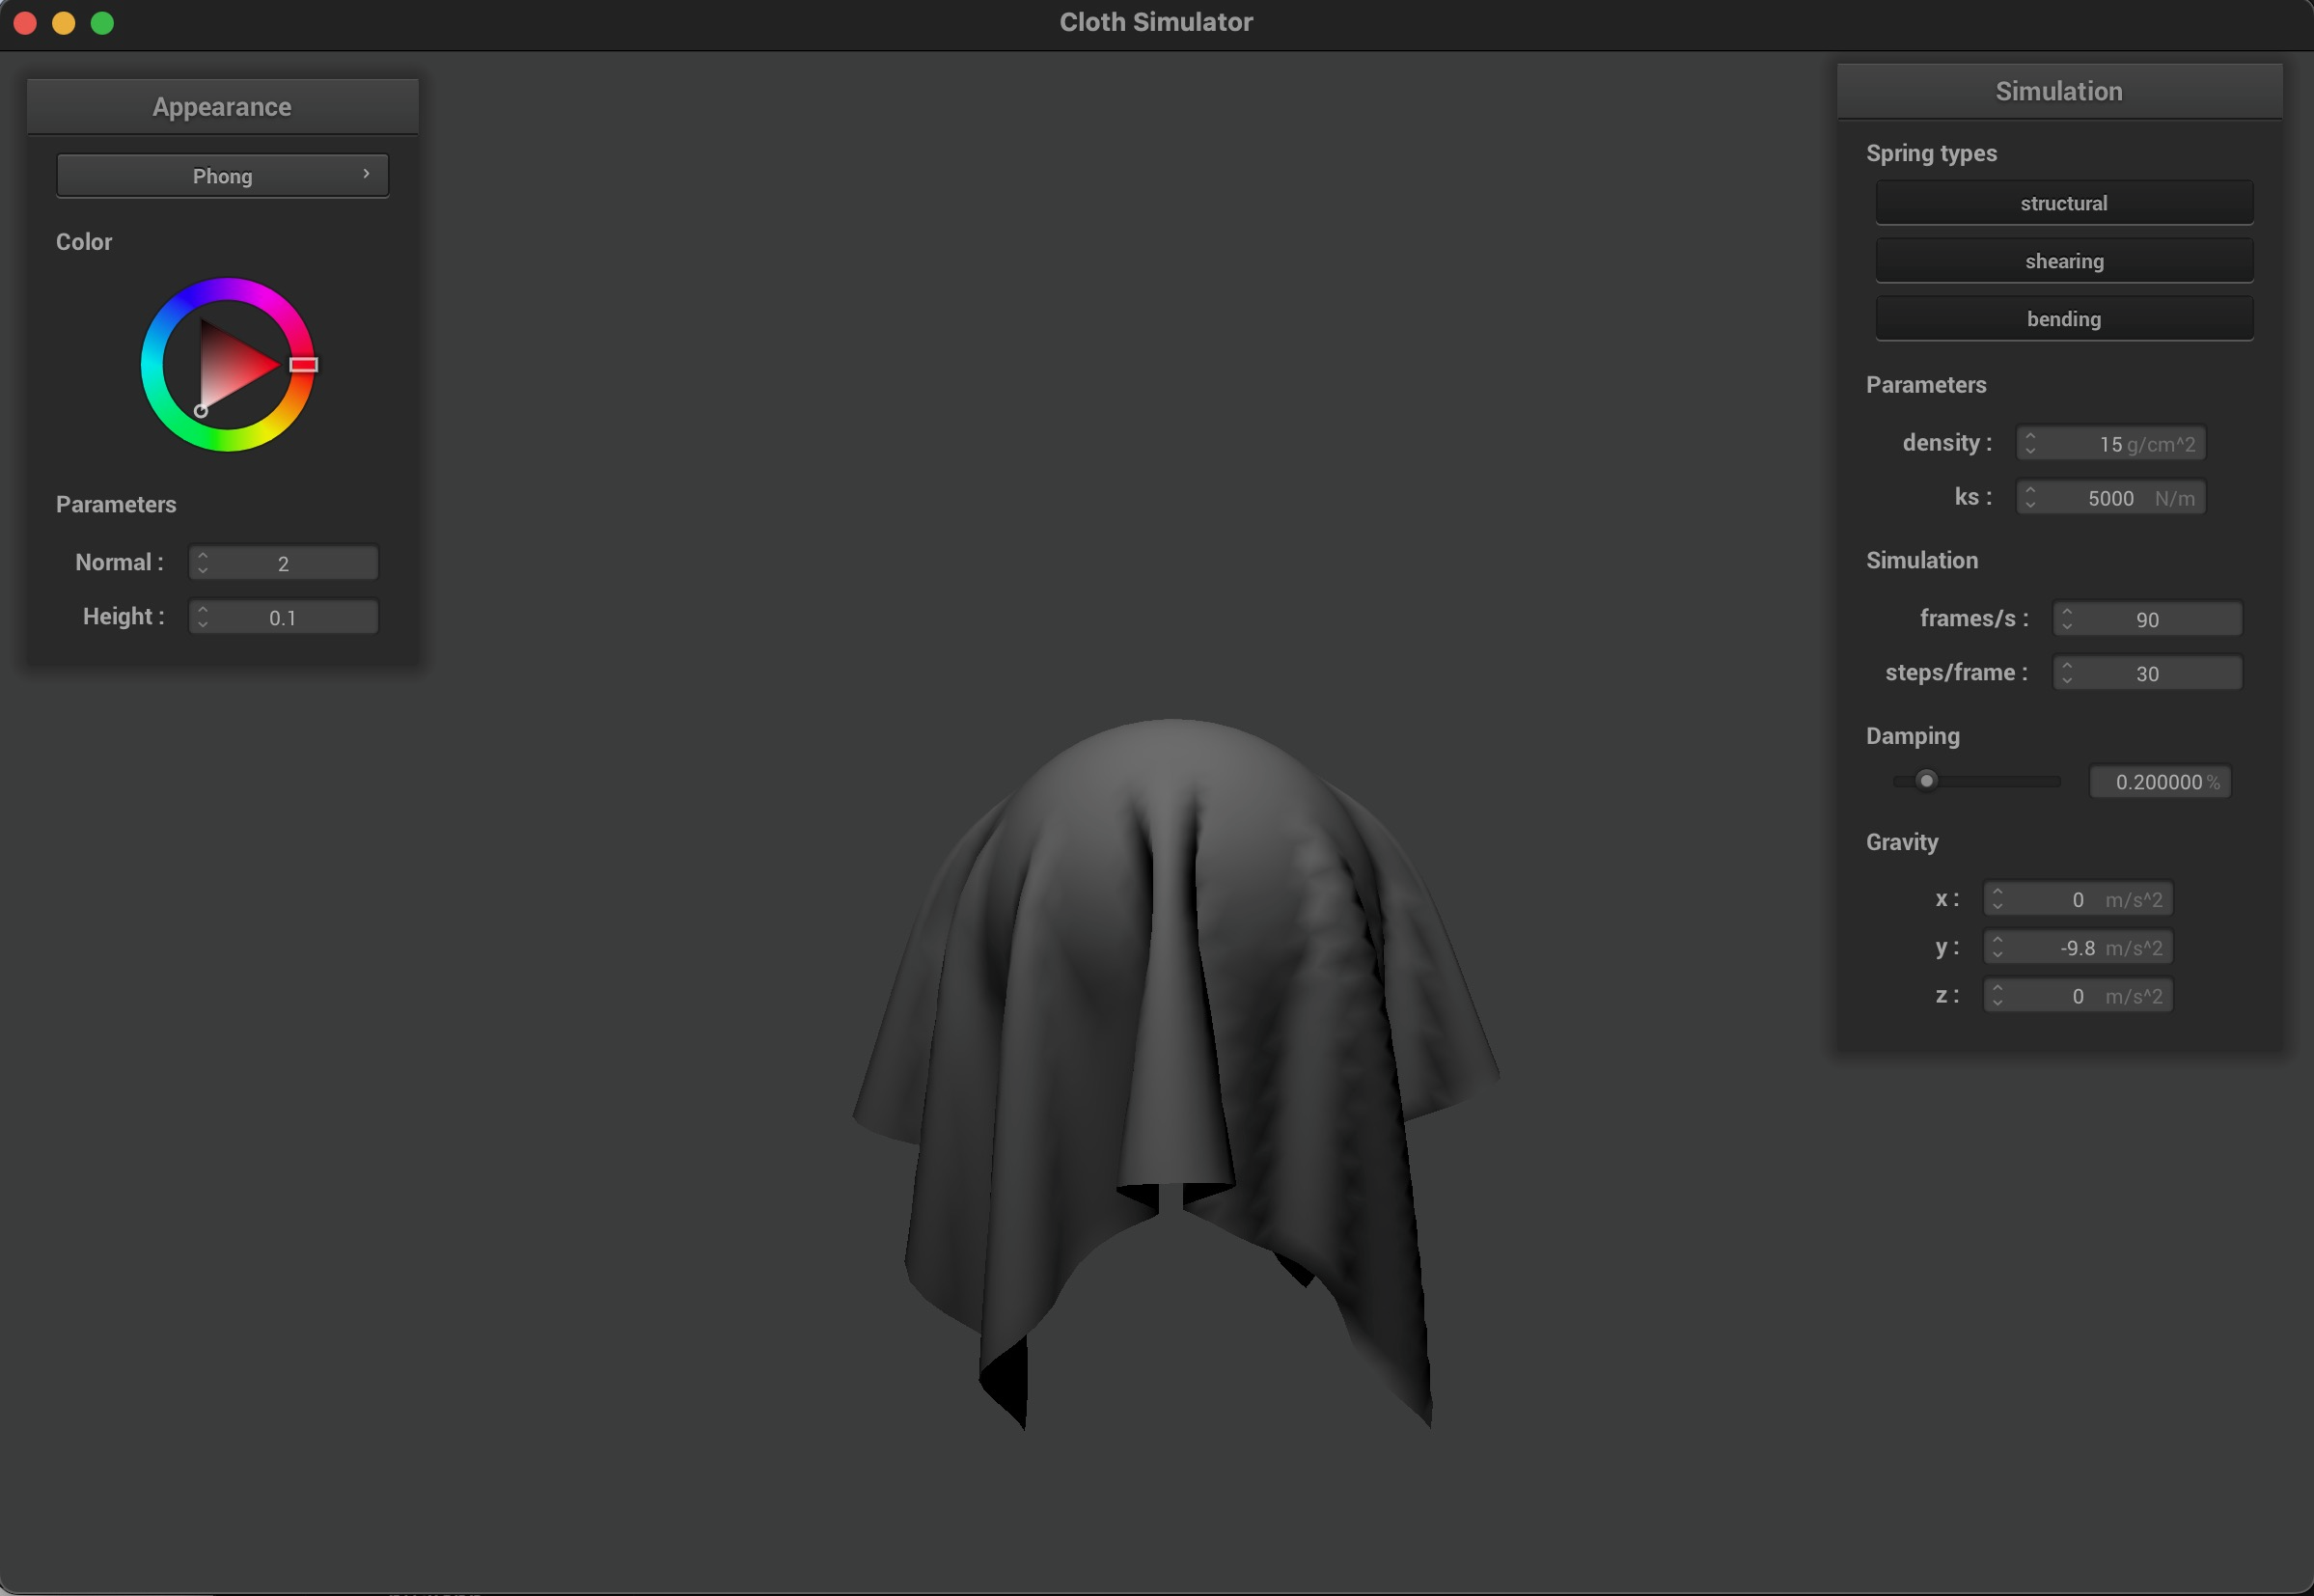 Cloth Simulator
Appearance
Phong
Color
Parameters
Normal : 2
Height : 0.1
Simulation
Spring types
structural
shearing
bending
Parameters
density : 15 g/cm^2
ks : 5000 N/m
Simulation
frames/s : 90
steps/frame : 30
Damping
0.200000 %
Gravity
x : 0 m/s^2
y : -9.8 m/s^2
z : 0 m/s^2